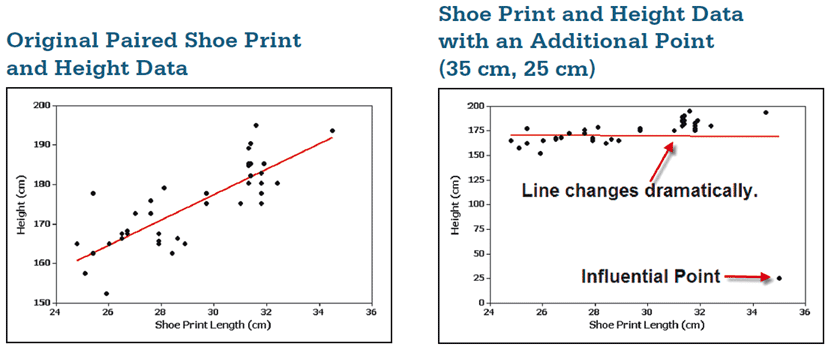 Original Paired Shoe Print
and Height Data
200
190
180
170
160
150
Height (cm)
24 26 28 30 32 34 36
Shoe Print Length (cm)
Shoe Print and Height Data
with an Additional Point
(35 cm, 25 cm)
200
175
150
125
100
75
50
25
0
Height (cm)
Line changes dramatically.
Influential Point
24 26 28 30 32 34 36
Shoe Print Length (cm)